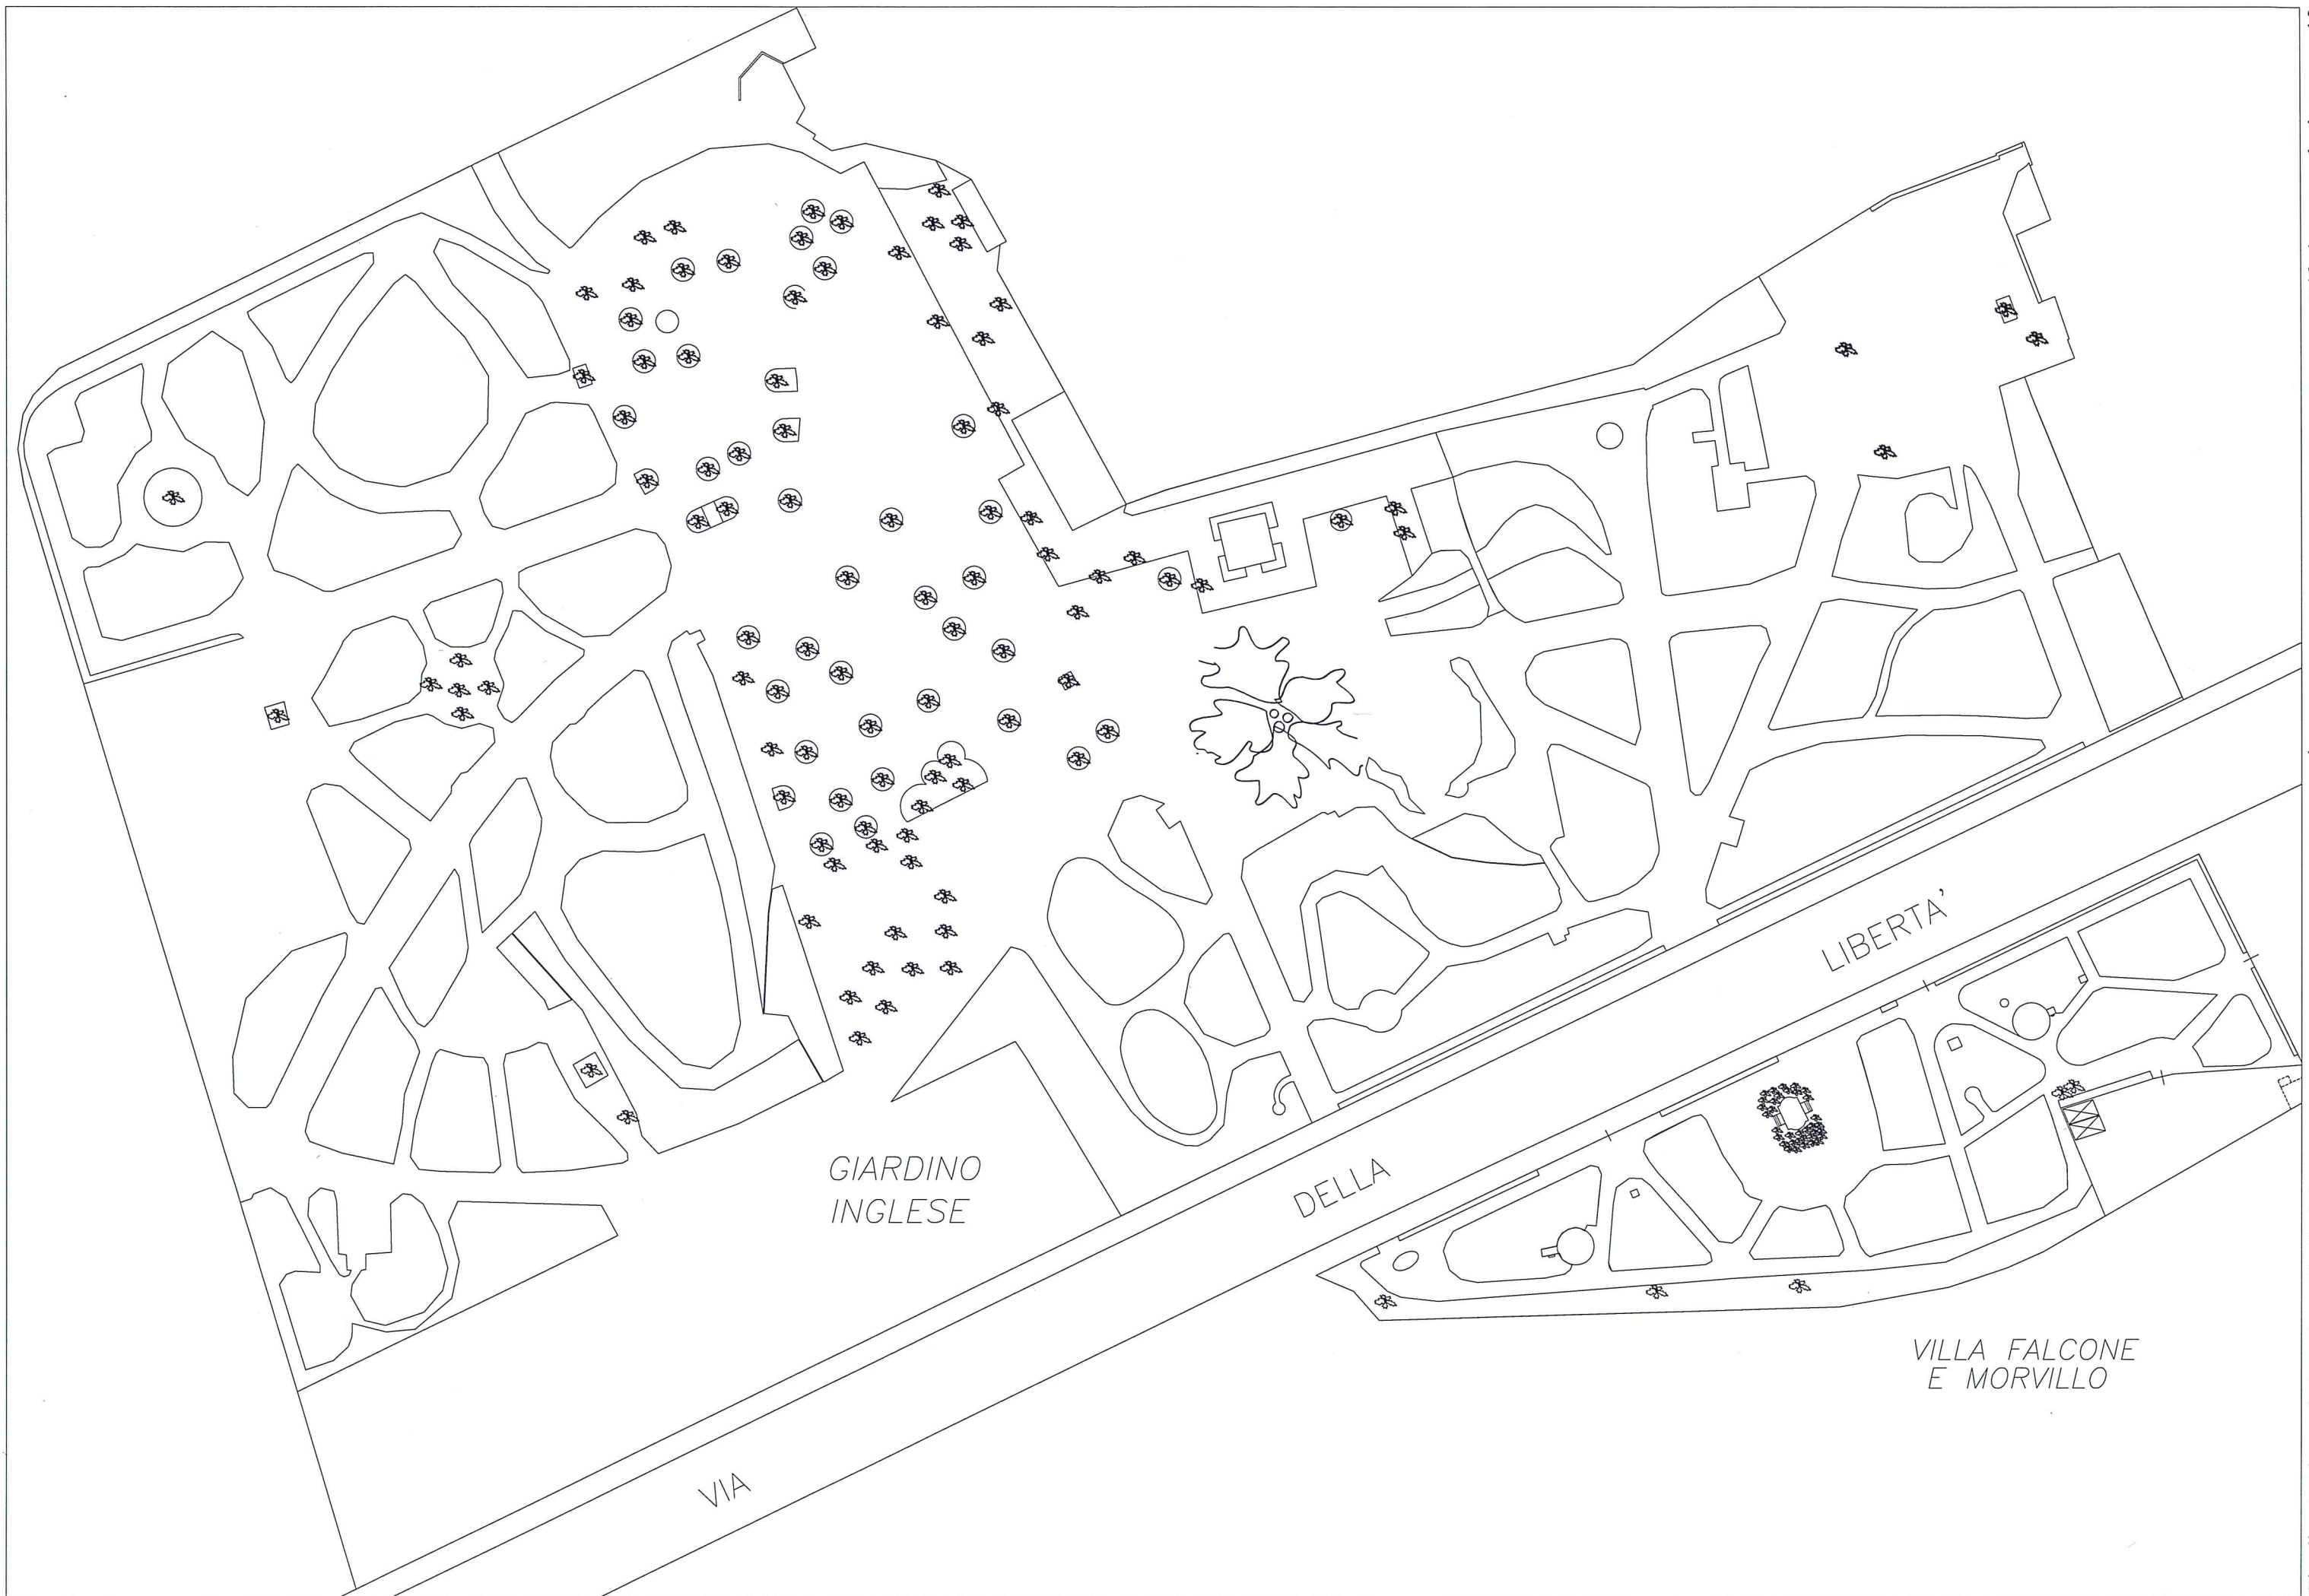 GIARDINO
INGLESE
VIA
DELLA
LIBERTA'
VILLA FALCONE
E MORVILLO